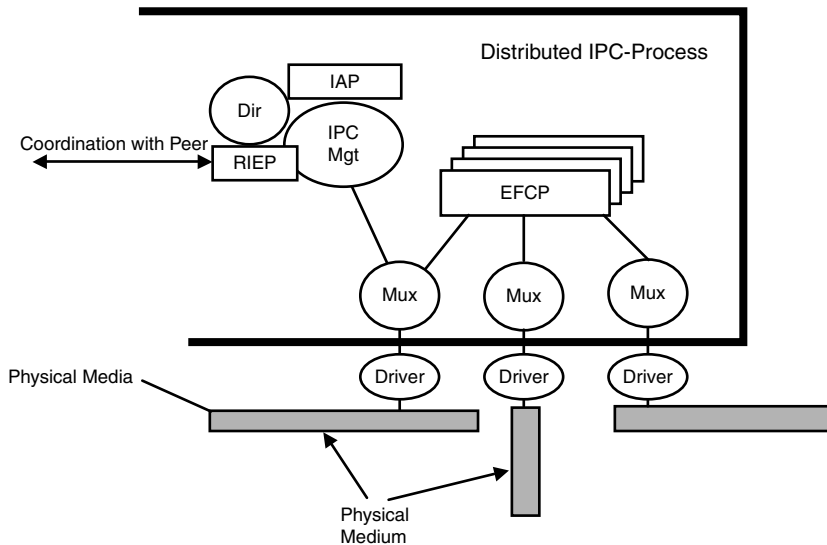 Distributed IPC-Process
IAP
Dir
IPC
Mgt
Coordination with Peer
RIEP
EFCP
Mux
Mux
Mux
Driver
Driver
Driver
Physical Media
Physical
Medium